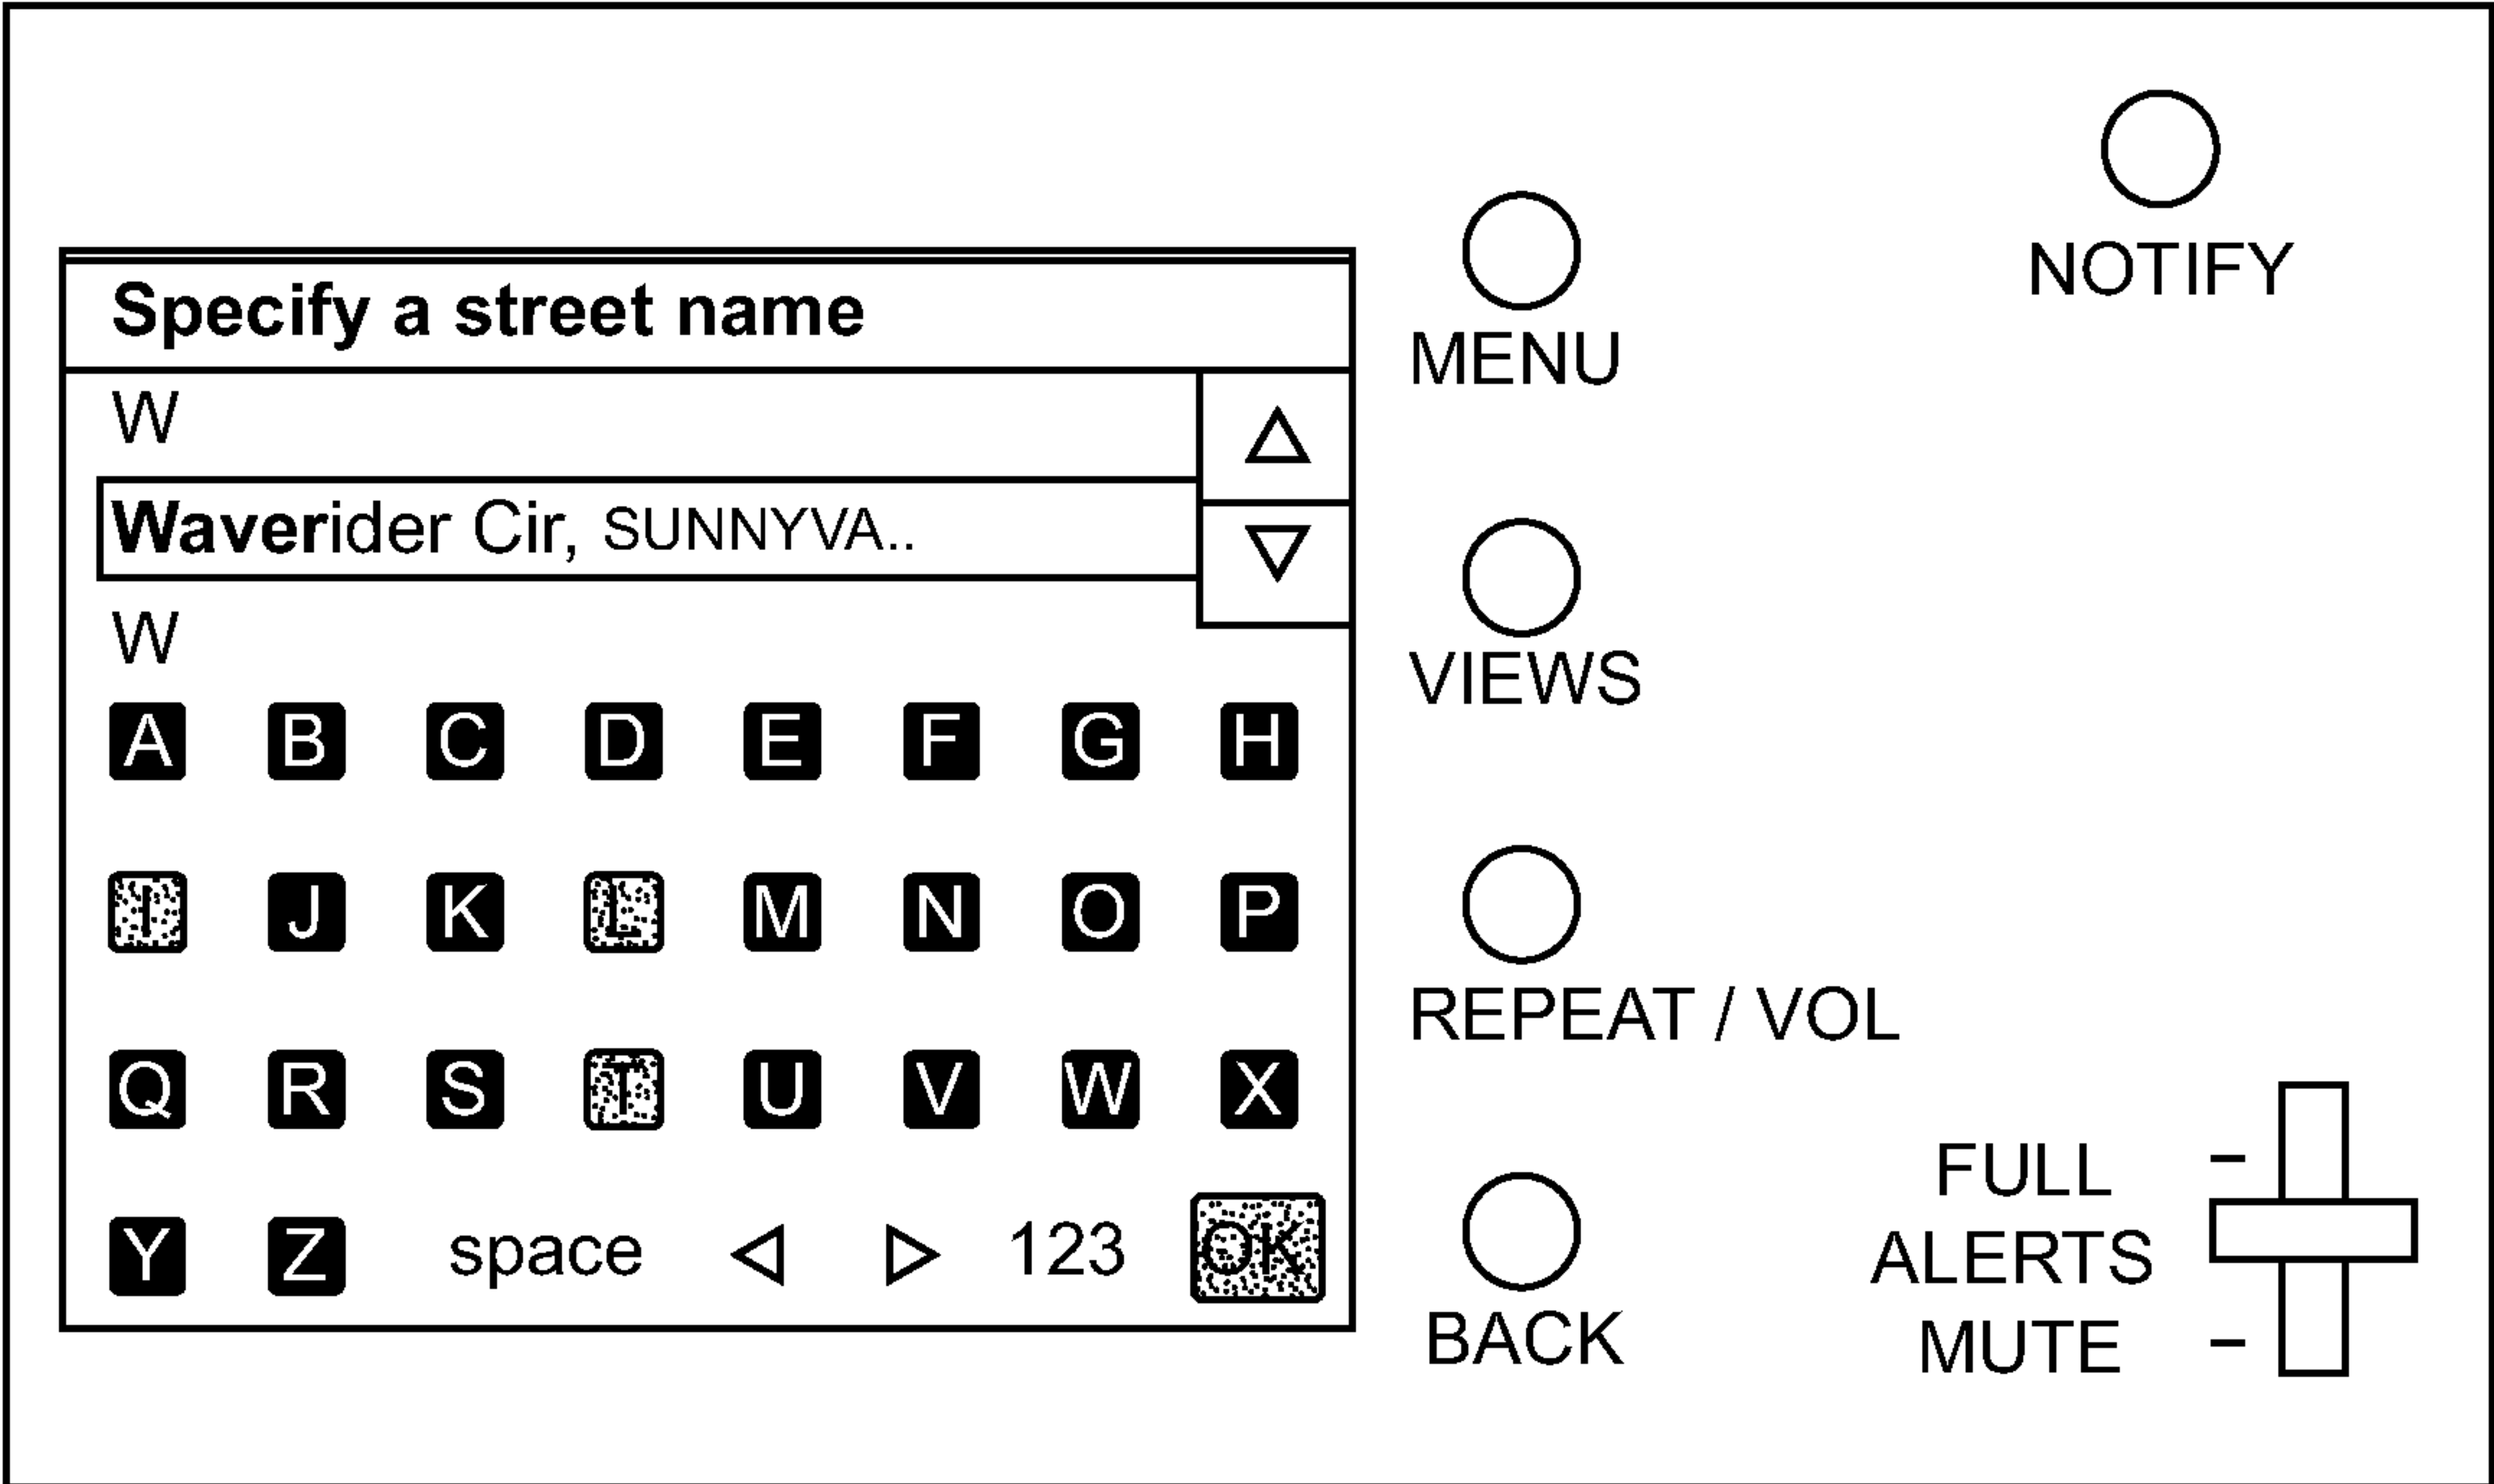 Specify a street name
W
Waverider Cir, SUNNYVA..
W
A B C D E F G H
I J K L M N O P
Q R S T U V W X
Y Z space 123 OK
NOTIFY
MENU
VIEWS
REPEAT / VOL
BACK
FULL
ALERTS
MUTE